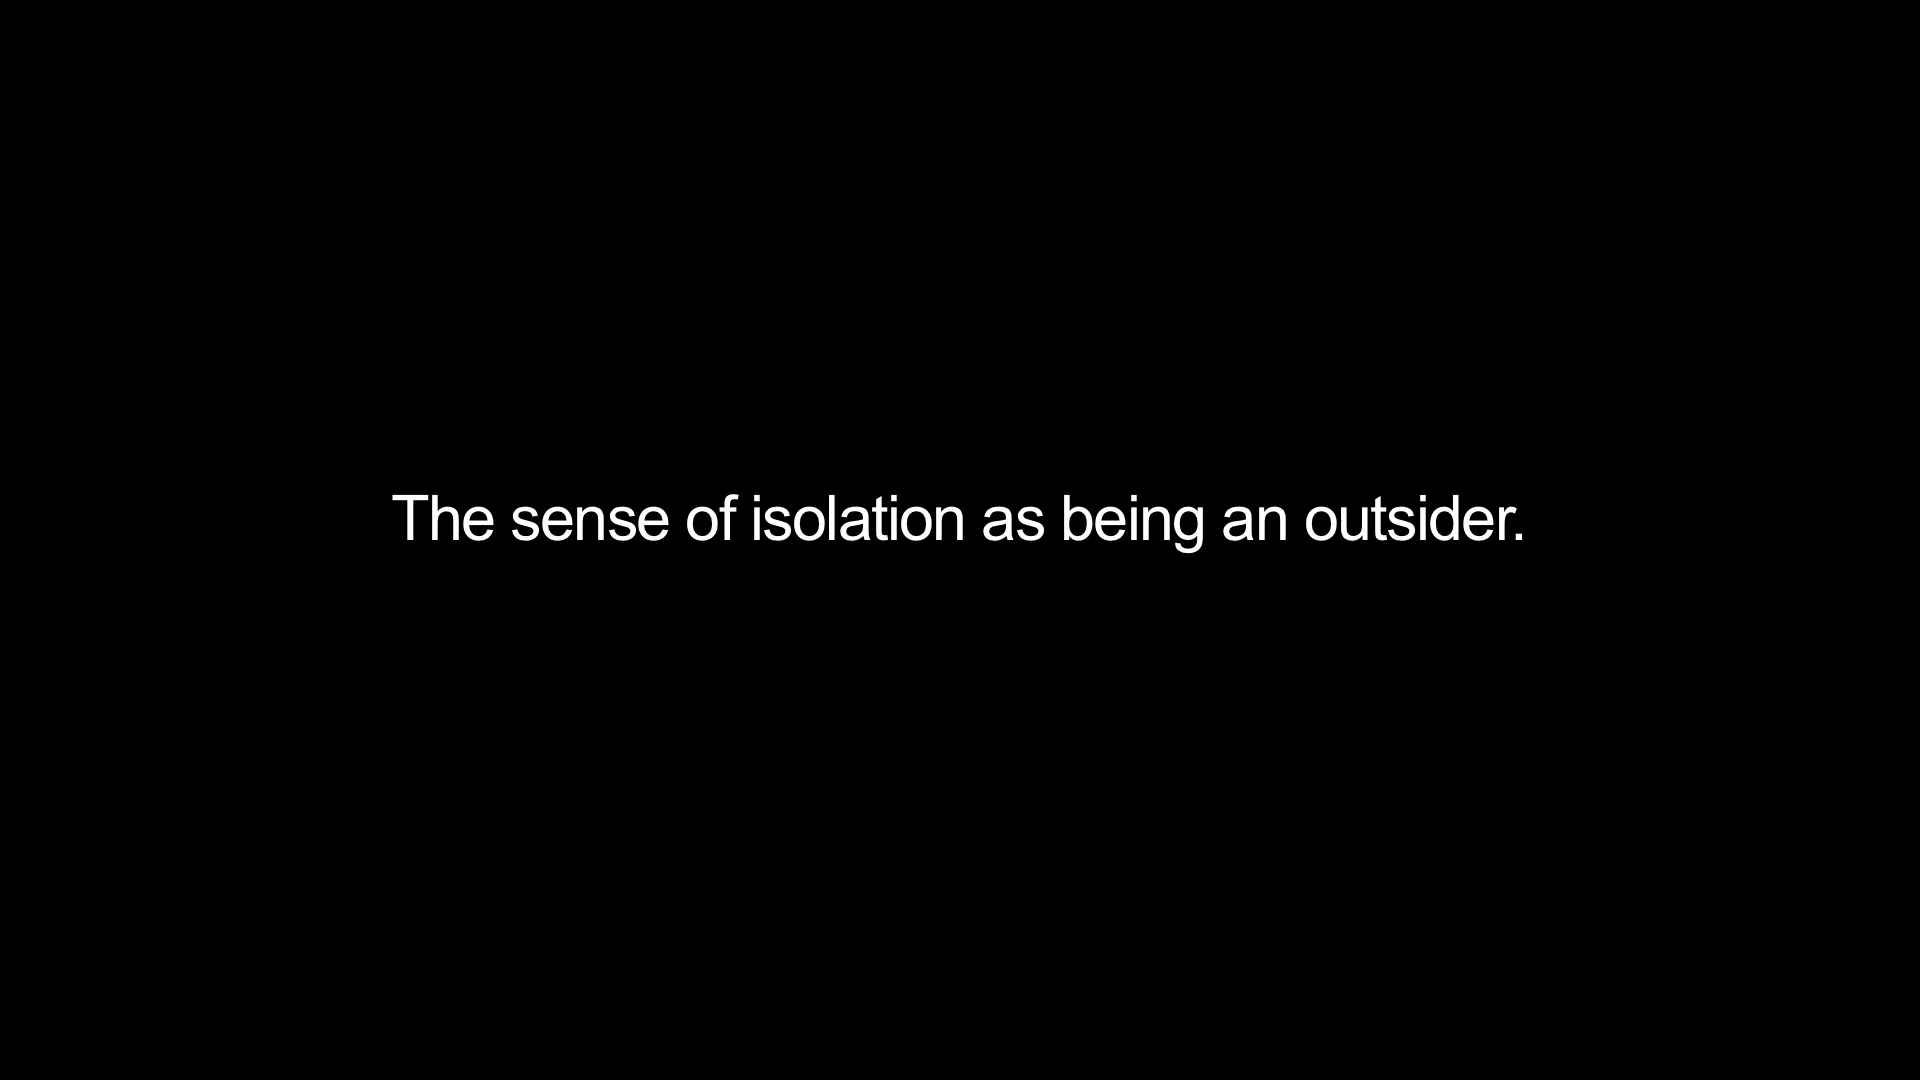 The sense of isolation as being an outsider.